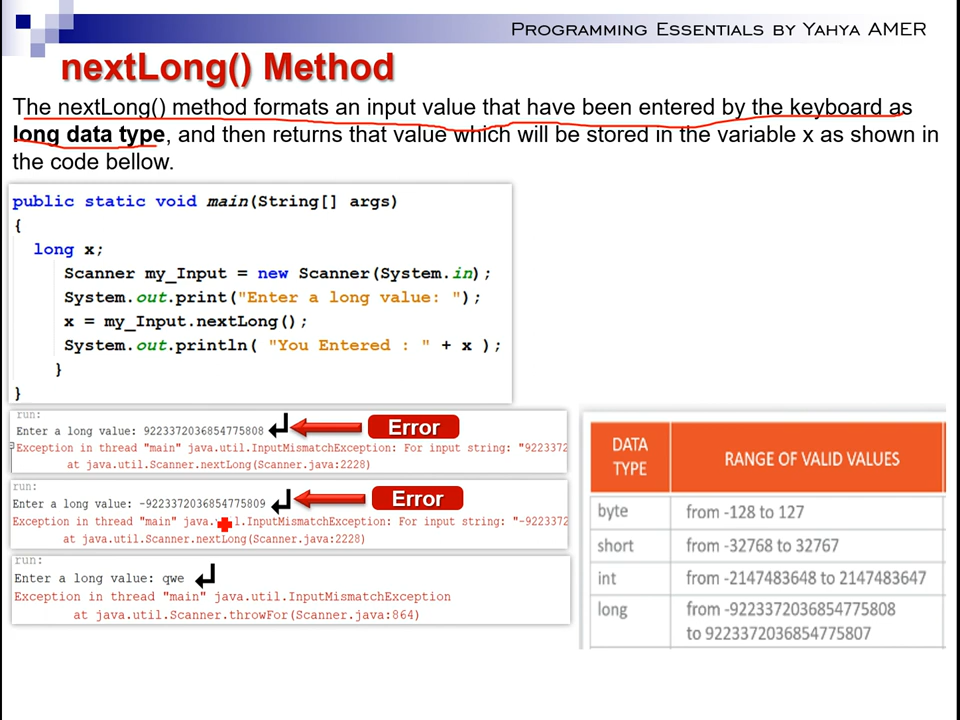 Programming Essentials by Yahya AMER
nextLong() Method
The nextLong() method formats an input value that have been entered by the keyboard as
long data type, and then returns that value which will be stored in the variable x as shown in
the code bellow.
public static void main(String[] args)
{
long x;
Scanner my_Input = new Scanner(System.in);
System.out.print("Enter a long value: ");
x = my_Input.nextLong();
System.out.println( "You Entered : " + x );
}
}
run:
Enter a long value: 9223372036854775808
Error
Exception in thread "main" java.util.InputMismatchException: For input string: "9223372
at java.util.Scanner.nextLong(Scanner.java:2228)
run:
Enter a long value: -9223372036854775809
Error
Exception in thread "main" java.util.InputMismatchException: For input string: "-922337
at java.util.Scanner.nextLong(Scanner.java:2228)
run:
Enter a long value: qwe
Exception in thread "main" java.util.InputMismatchException
at java.util.Scanner.throwFor(Scanner.java:864)
DATA TYPE RANGE OF VALID VALUES
byte from -128 to 127
short from -32768 to 32767
int from -2147483648 to 2147483647
long from -9223372036854775808
to 9223372036854775807